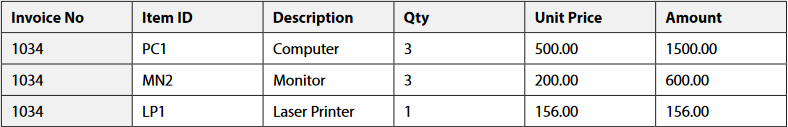 Invoice No Item ID Description Qty Unit Price Amount
1034 PC1 Computer 3 500.00 1500.00
1034 MN2 Monitor 3 200.00 600.00
1034 LP1 Laser Printer 1 156.00 156.00